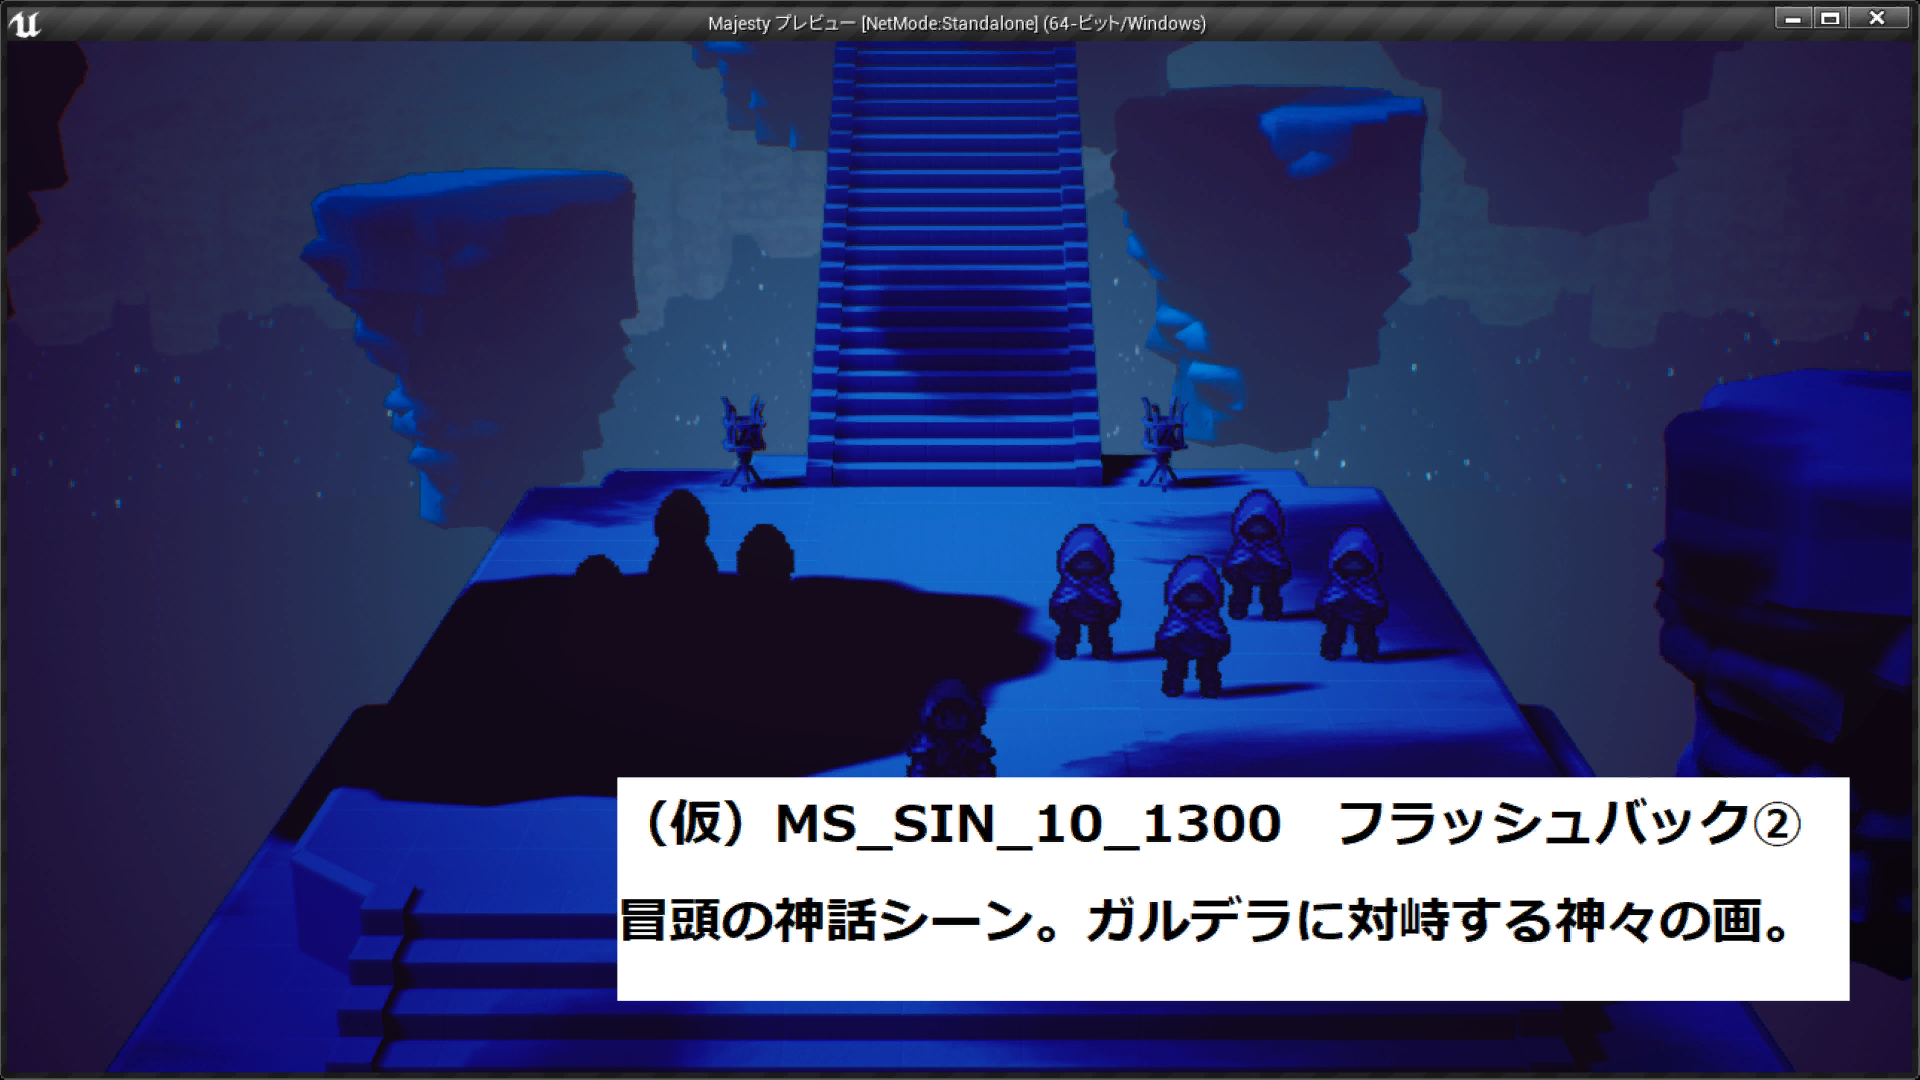 Majesty プレビュー [NetMode:Standalone] (64-ビット/Windows)
（仮）MS_SIN_10_1300　フラッシュバック②
冒頭の神話シーン。ガルデラに対峙する神々の画。